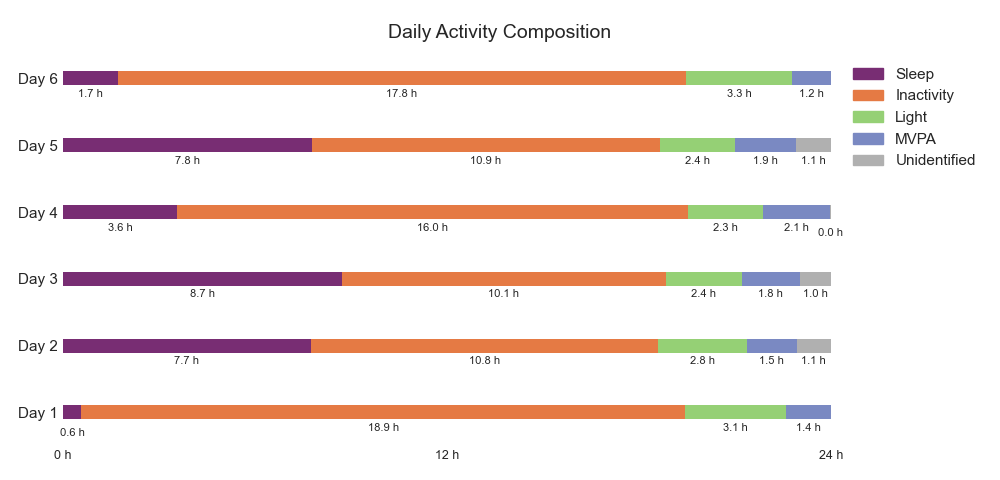 Daily Activity Composition
Day 6
1.7 h 17.8 h 3.3 h 1.2 h
Day 5
7.8 h 10.9 h 2.4 h 1.9 h 1.1 h
Day 4
3.6 h 16.0 h 2.3 h 2.1 h 0.0 h
Day 3
8.7 h 10.1 h 2.4 h 1.8 h 1.0 h
Day 2
7.7 h 10.8 h 2.8 h 1.5 h 1.1 h
Day 1
0.6 h 18.9 h 3.1 h 1.4 h
0 h 12 h 24 h
Sleep
Inactivity
Light
MVPA
Unidentified